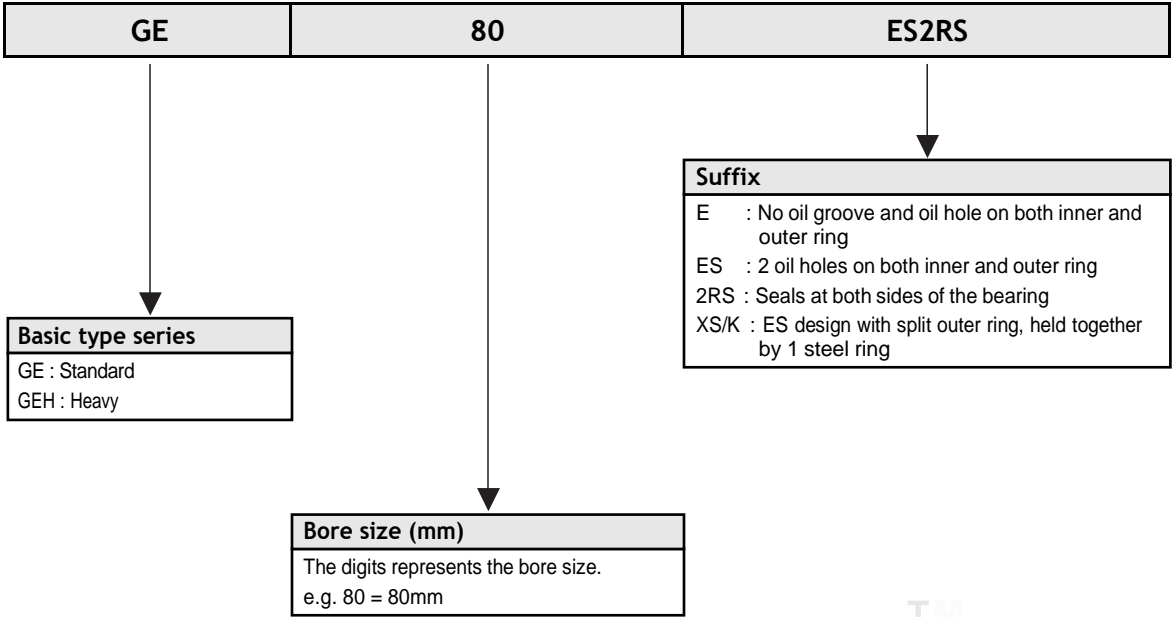 GE 80 ES2RS
Suffix
E : No oil groove and oil hole on both inner and
outer ring
ES : 2 oil holes on both inner and outer ring
2RS : Seals at both sides of the bearing
XS/K : ES design with split outer ring, held together
by 1 steel ring
Basic type series
GE : Standard
GEH : Heavy
Bore size (mm)
The digits represents the bore size.
e.g. 80 = 80mm
TM